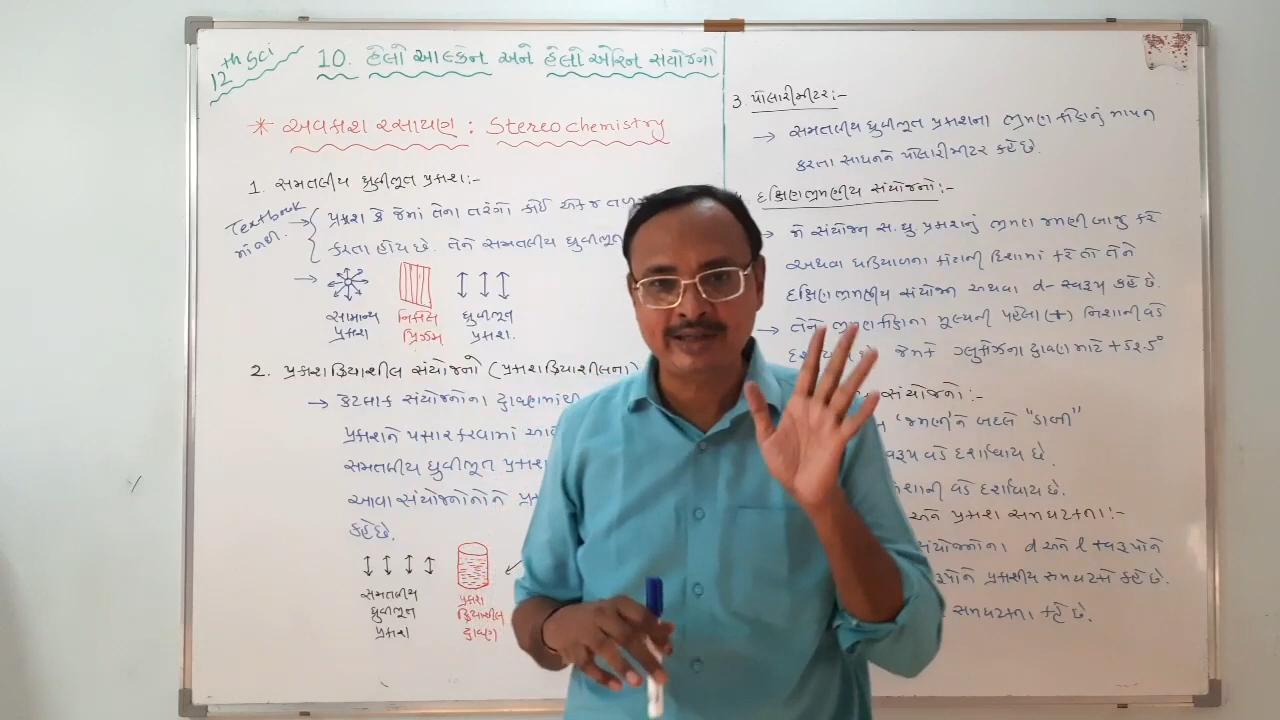 12th Sci
10. હેલો આલ્કેન અને હેલો એરિન સંયોજનો
* અવકાશ રસાયણ : Stereochemistry
1. સમતલીય ધ્રુવીભૂત પ્રકાશ:-
Textbook
માંથી.
→ પ્રકાશ કે જેમાં તેના તરંગો કોઈ એક જ
કરતા હોય છે. તેને સમતલીય ધ્રુવીભૂત
→
સામાન્ય
પ્રકાશ
નિકોલ
પ્રિઝમ
ધ્રુવીભૂત
પ્રકાશ.
2. પ્રકાશક્રિયાશીલ સંયોજનો (પ્રકાશક્રિયાશીલતા)
→ કેટલાક સંયોજનોના દ્રાવણમાંથી
પ્રકાશને પસાર કરવામાં આવે
સમતલીય ધ્રુવીભૂત
આવા સંયોજનોને
કહે છે.
સમતલીય
ધ્રુવીભૂત
પ્રકાશ
પ્રકાશ
ક્રિયાશીલ
દ્રાવણ
3. પોલારીમીટર:-
→ સમતલીય ધ્રુવીભૂત પ્રકાશના ભ્રમણ કોણનું માપન
કરતા સાધનને પોલારીમીટર કહે છે.
દક્ષિણભ્રમણીય સંયોજનો:-
→ જે સંયોજન સ.ધ્રુ. પ્રકાશનું ભ્રમણ જમણી બાજુ કરે
અથવા ઘડિયાળના કાંટાની દિશામાં કરે તો તેને
દક્ષિણભ્રમણીય સંયોજન અથવા d- સ્વરૂપ કહે છે.
→ તેને ભ્રમણકોણના મૂલ્યની પહેલા (+) નિશાની વડે
જેમકે ગ્લુકોઝના દ્રાવણ માટે +52.5°
સંયોજનો:-
'જમણી'ને બદલે "ડાબી"
વડે દર્શાવાય છે.
વડે દર્શાવાય છે.
અને પ્રકાશ સમઘટકતા:-
સંયોજનોના d અને l સ્વરૂપોને
પ્રકાશીય સમઘટકો કહે છે.
સમઘટકતા કહે છે.